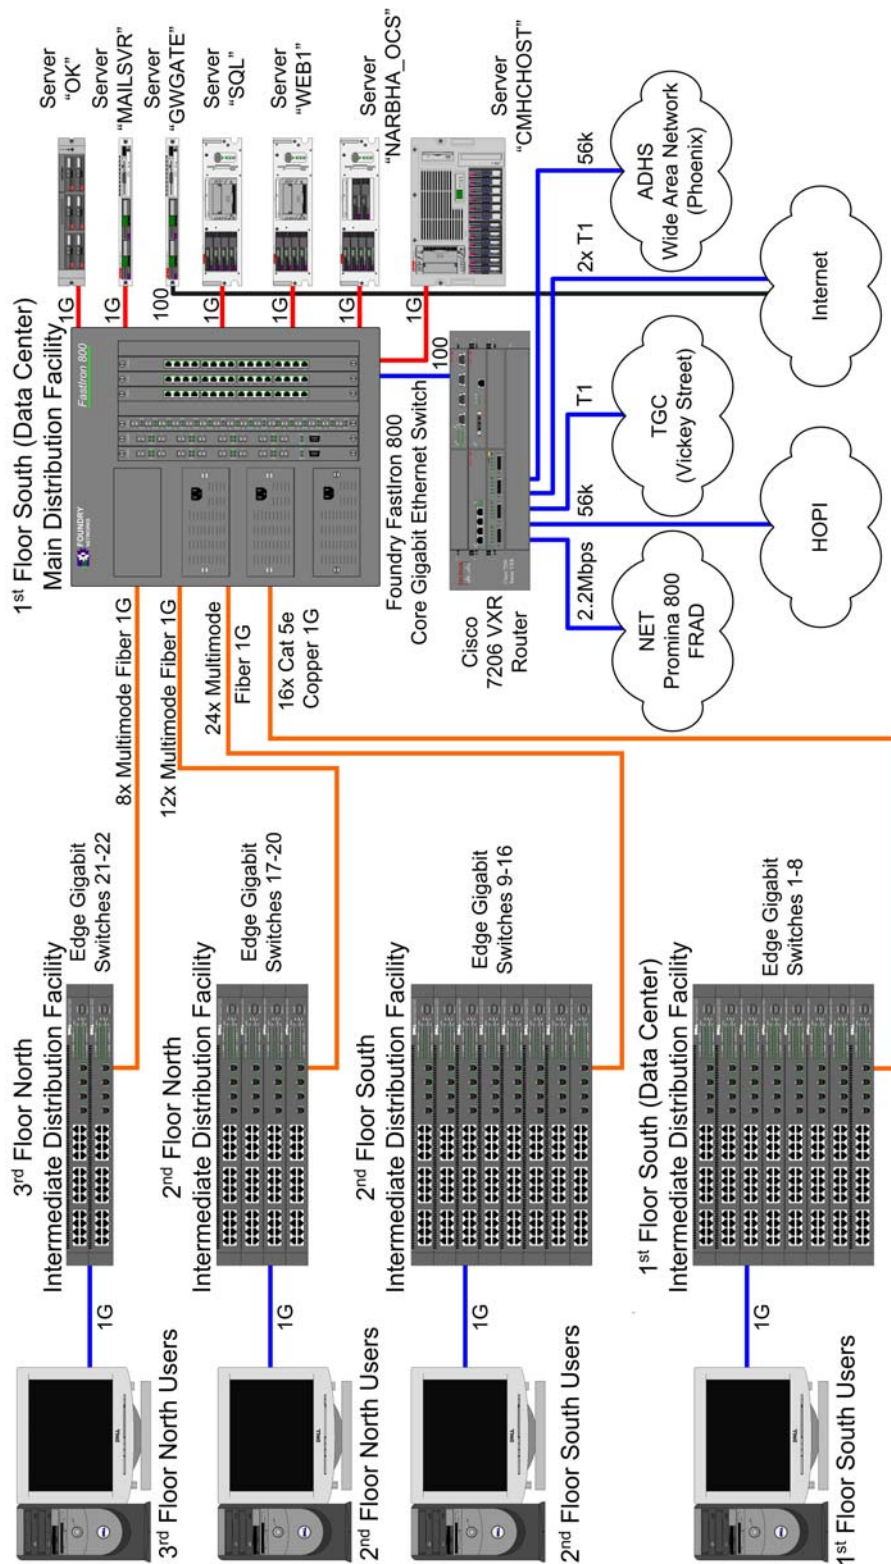 3rd Floor North Users
1G
3rd Floor North
Intermediate Distribution Facility
Edge Gigabit
Switches 21-22
8x Multimode Fiber 1G
2nd Floor North Users
1G
2nd Floor North
Intermediate Distribution Facility
Edge Gigabit
Switches 17-20
12x Multimode Fiber 1G
2nd Floor South Users
1G
2nd Floor South
Intermediate Distribution Facility
Edge Gigabit
Switches 9-16
24x Multimode
Fiber 1G
1st Floor South Users
1G
1st Floor South (Data Center)
Intermediate Distribution Facility
Edge Gigabit
Switches 1-8
16x Cat 5e
Copper 1G
1st Floor South (Data Center)
Main Distribution Facility
FOUNDRY
NETWORKS
FastIron 800
Foundry FastIron 800
Core Gigabit Ethernet Switch
1G
Server
“OK”
1G
Server
“MAILSVR”
100
Server
“GWGATE”
1G
Server
“SQL”
1G
Server
“WEB1”
1G
Server
“NARBHA_OCS”
1G
Server
“CMHCHOST”
100
Cisco
7206 VXR
Router
2.2Mbps
56k
T1
2x T1
56k
NET
Promina 800
FRAD
HOPI
TGC
(Vickey Street)
Internet
ADHS
Wide Area Network
(Phoenix)